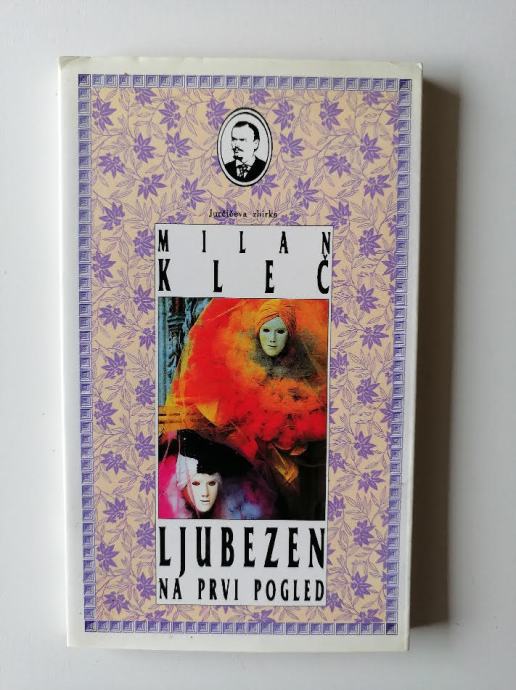 Jurčičeva zbirka
MILAN
KLEČ
LJUBEZEN
NA PRVI POGLED